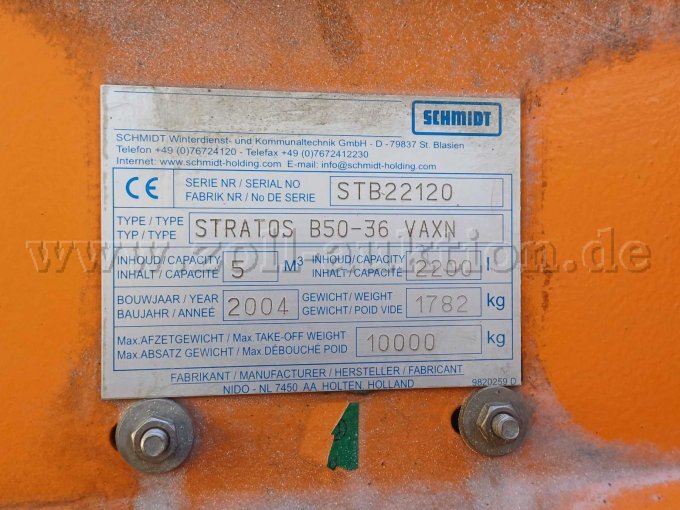 SCHMIDT
SCHMIDT Winterdienst- und Kommunaltechnik GmbH - D - 79837 St. Blasien
Telefon +49 (0)76724120 - Telefax +49 (0)7672412230
Internet: www.schmidt-holding.com E-mail: info@schmidt-holding.com
CE SERIE NR / SERIAL NO STB22120
FABRIK NR / No DE SERIE
TYPE / TYPE STRATOS B50-36 VAXN
TYP / TYPE
www.zoll-auktion.de
INHOUD / CAPACITY 5 M³ INHOUD / CAPACITY 2200 l
INHALT / CAPACITÉ INHALT / CAPACITÉ
BOUWJAAR / YEAR 2004 GEWICHT / WEIGHT 1782 kg
BAUJAHR / ANNEÉ GEWICHT / POID VIDE
Max.AFZETGEWICHT / Max.TAKE-OFF WEIGHT 10000 kg
Max.ABSATZ GEWICHT / Max.DÉBOUCHÉ POID
FABRIKANT / MANUFACTURER / HERSTELLER / FABRICANT
NIDO - NL 7450 AA HOLTEN, HOLLAND
9820259 D